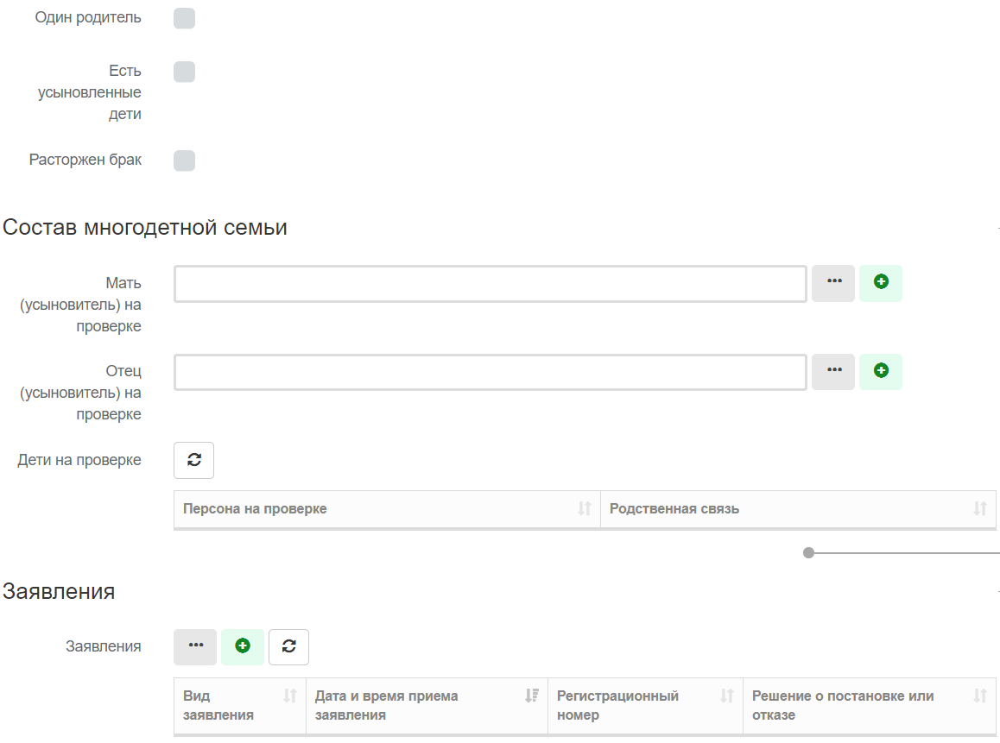 Один родитель
Есть
усыновленные
дети
Расторжен брак
Состав многодетной семьи
Мать
(усыновитель) на
проверке
Отец
(усыновитель) на
проверке
Дети на проверке
Персона на проверке
Родственная связь
Заявления
Заявления
Вид
заявления
Дата и время приема
заявления
Регистрационный
номер
Решение о постановке или
отказе